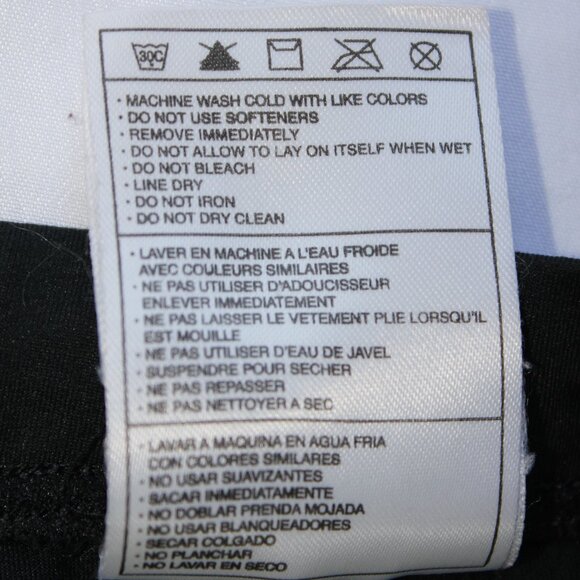 30C
· MACHINE WASH COLD WITH LIKE COLORS
· DO NOT USE SOFTENERS
· REMOVE IMMEDIATELY
· DO NOT ALLOW TO LAY ON ITSELF WHEN WET
· DO NOT BLEACH
· LINE DRY
· DO NOT IRON
· DO NOT DRY CLEAN
· LAVER EN MACHINE A L'EAU FROIDE
AVEC COULEURS SIMILAIRES
· NE PAS UTILISER D'ADOUCISSEUR
ENLEVER IMMEDIATEMENT
· NE PAS LAISSER LE VETEMENT PLIE LORSQU'IL
EST MOUILLE
· NE PAS UTILISER D'EAU DE JAVEL
· SUSPENDRE POUR SECHER
· NE PAS REPASSER
· NE PAS NETTOYER A SEC
· LAVAR A MAQUINA EN AGUA FRIA
CON COLORES SIMILARES
· NO USAR SUAVIZANTES
· SACAR INMEDIATAMENTE
· NO DOBLAR PRENDA MOJADA
· NO USAR BLANQUEADORES
· SECAR COLGADO
· NO PLANCHAR
· NO LAVAR EN SECO